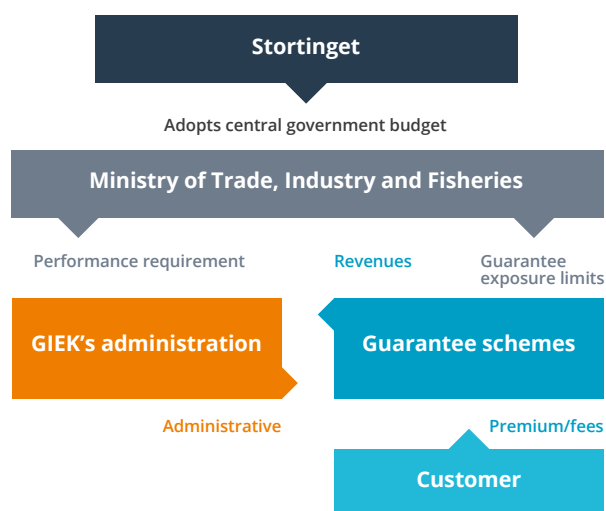 Stortinget
Adopts central government budget
Ministry of Trade, Industry and Fisheries
Performance requirement
Revenues
Guarantee
exposure limits
GIEK's administration
Guarantee schemes
Administrative
Premium/fees
Customer